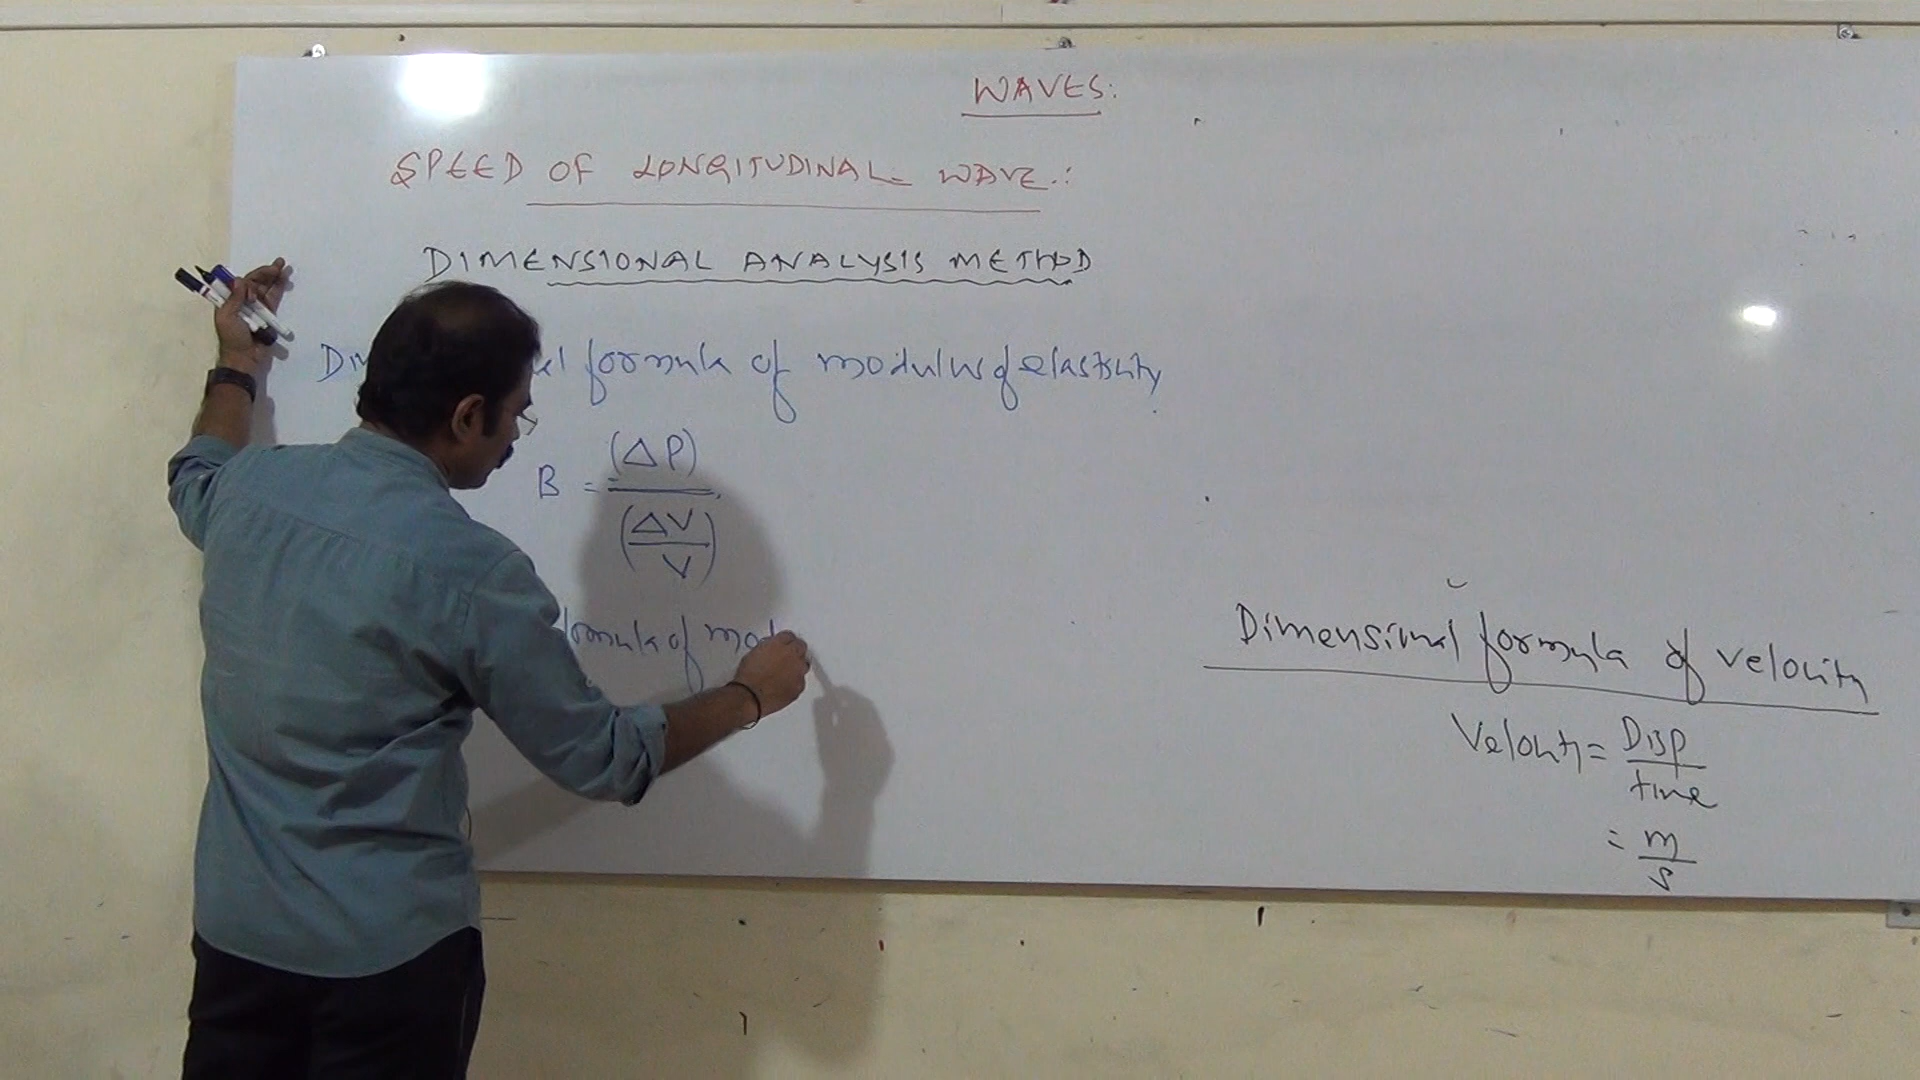 WAVES:
SPEED OF LONGITUDINAL WAVE.:
DIMENSIONAL ANALYSIS METHOD
formula of modulus of elasticity
B = (ΔP) / (ΔV/V)
formula of mod
Dimensional formula of velocity
Velocity = Disp / time
= m / s